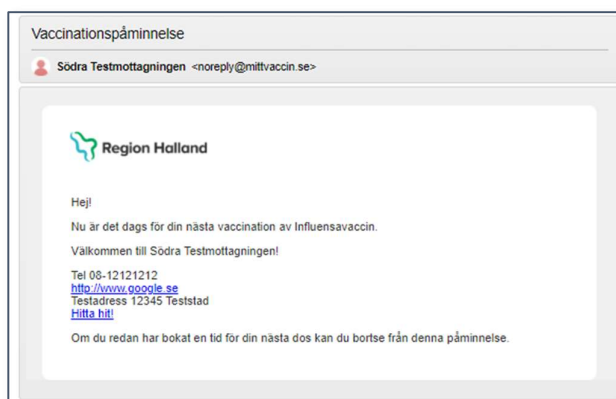 Vaccinationspåminnelse
Södra Testmottagningen <noreply@mittvaccin.se>
Region Halland
Hej!
Nu är det dags för din nästa vaccination av Influensavaccin.
Välkommen till Södra Testmottagningen!
Tel 08-12121212
http://www.google.se
Testadress 12345 Teststad
Hitta hit!
Om du redan har bokat en tid för din nästa dos kan du bortse från denna påminnelse.